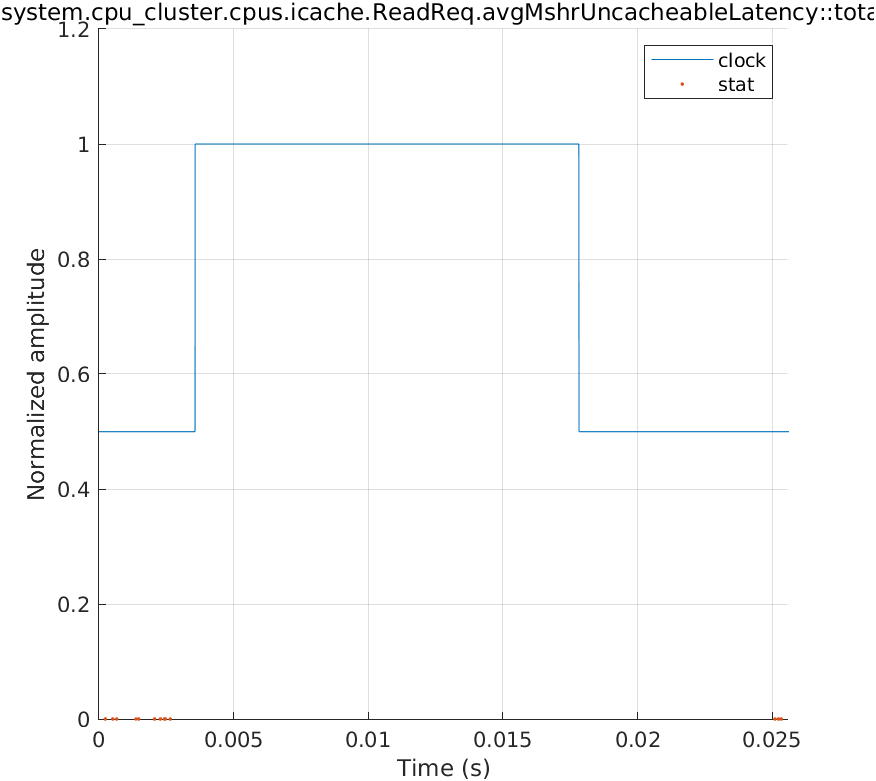 system.cpu_cluster.cpus.icache.ReadReq.avgMshrUncacheableLatency::tota
1.2
clock
stat
1
0.8
Normalized amplitude
0.6
0.4
0.2
0
0 0.005 0.01 0.015 0.02 0.025
Time (s)